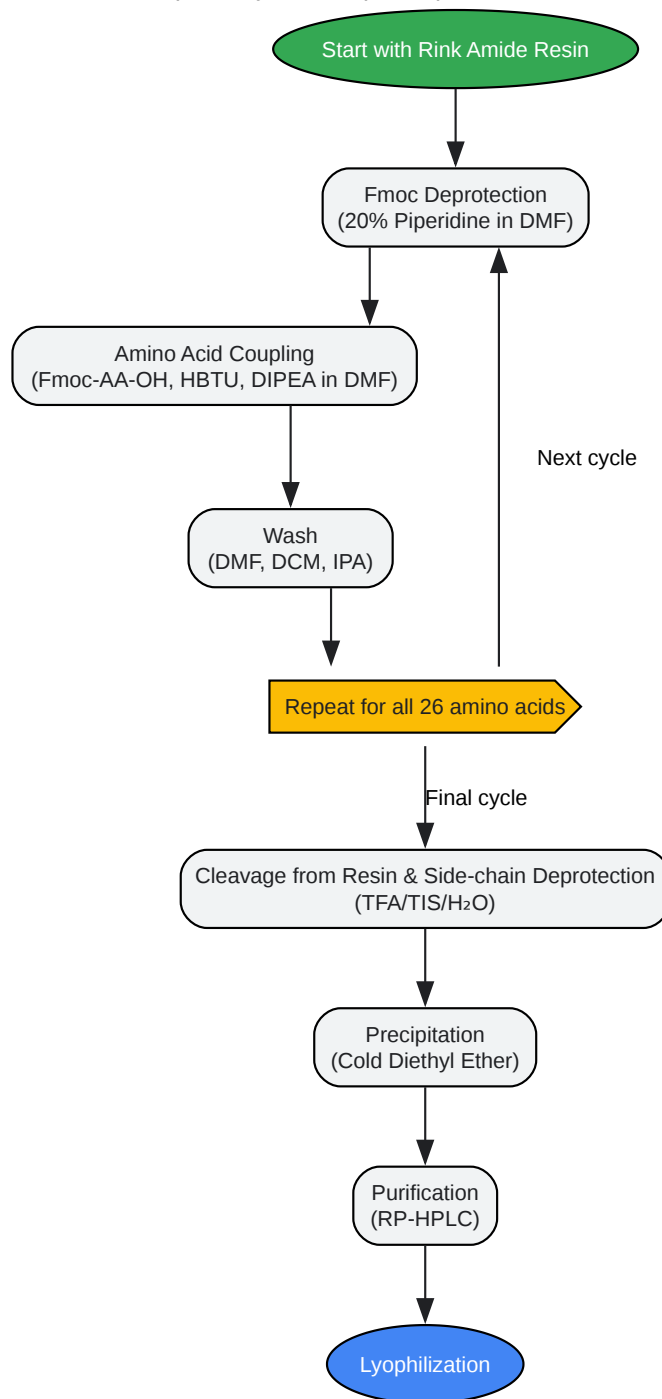 Start with Rink Amide Resin
Fmoc Deprotection
(20% Piperidine in DMF)
Amino Acid Coupling
(Fmoc-AA-OH, HBTU, DIPEA in DMF)
Next cycle
Wash
(DMF, DCM, IPA)
Repeat for all 26 amino acids
Final cycle
Cleavage from Resin & Side-chain Deprotection
(TFA/TIS/H₂O)
Precipitation
(Cold Diethyl Ether)
Purification
(RP-HPLC)
Lyophilization